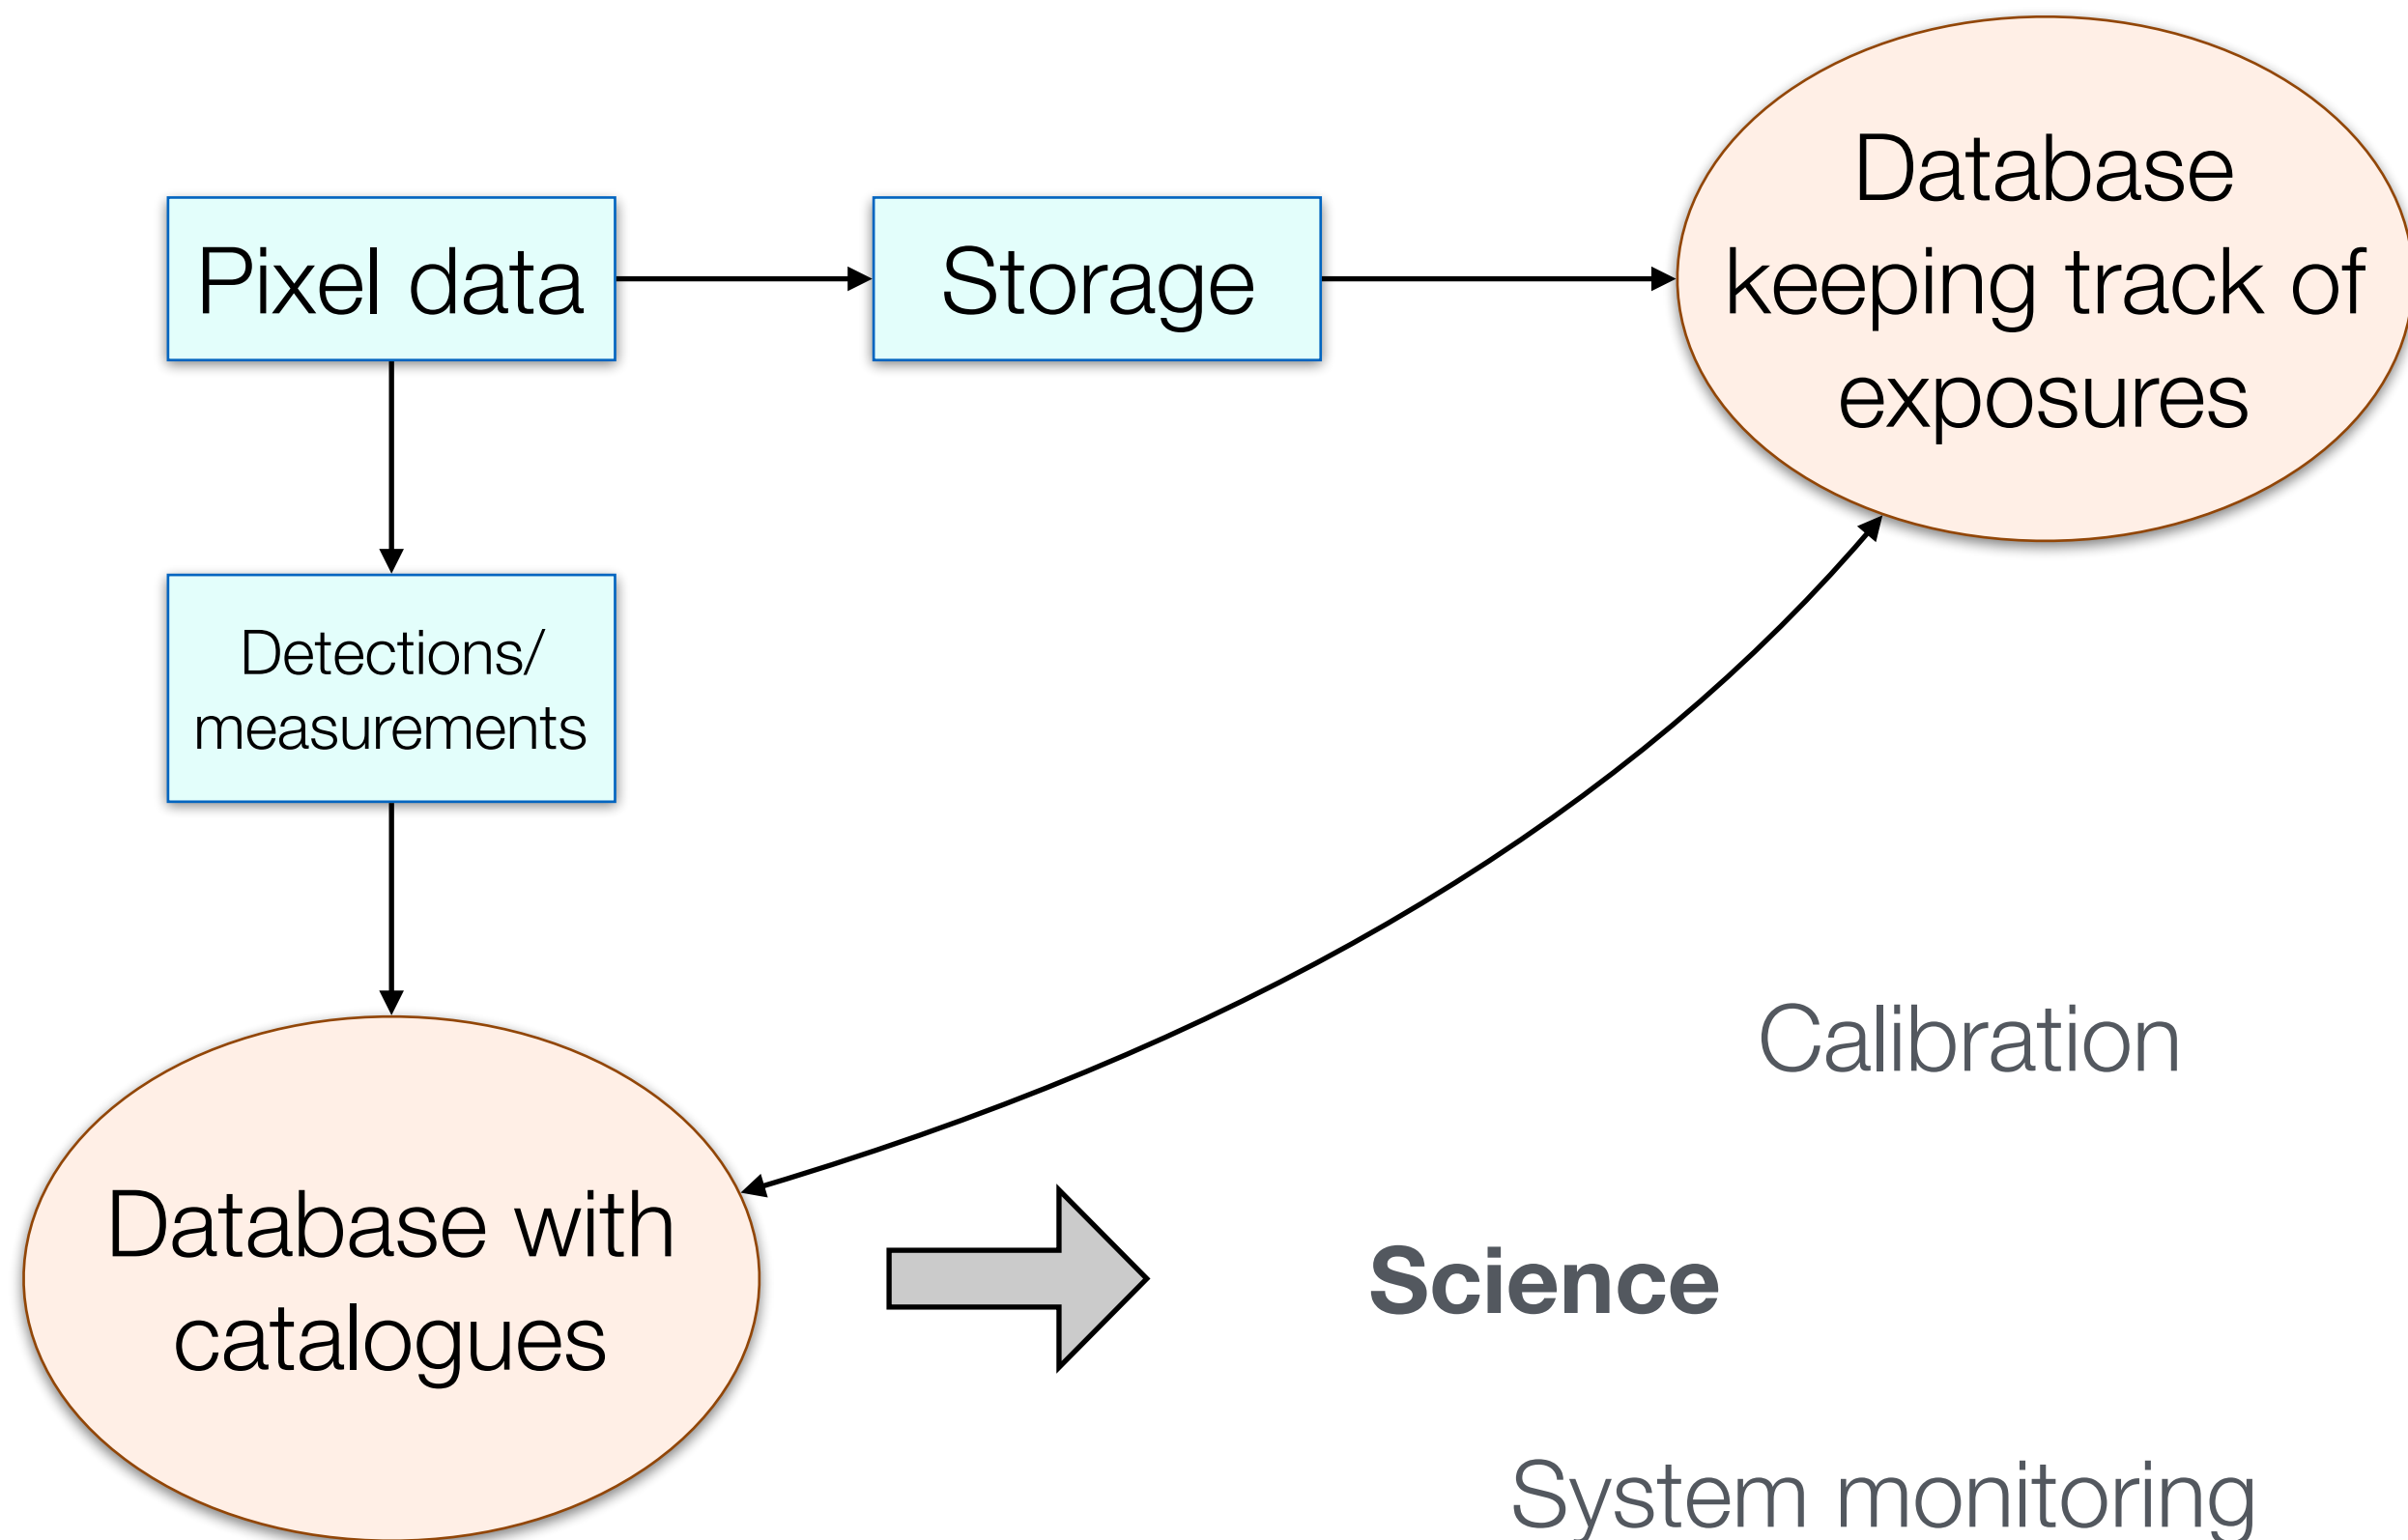 Pixel data
Storage
Database
keeping track of
exposures
Detections/
measurements
Calibration
Database with
catalogues
Science
System monitoring